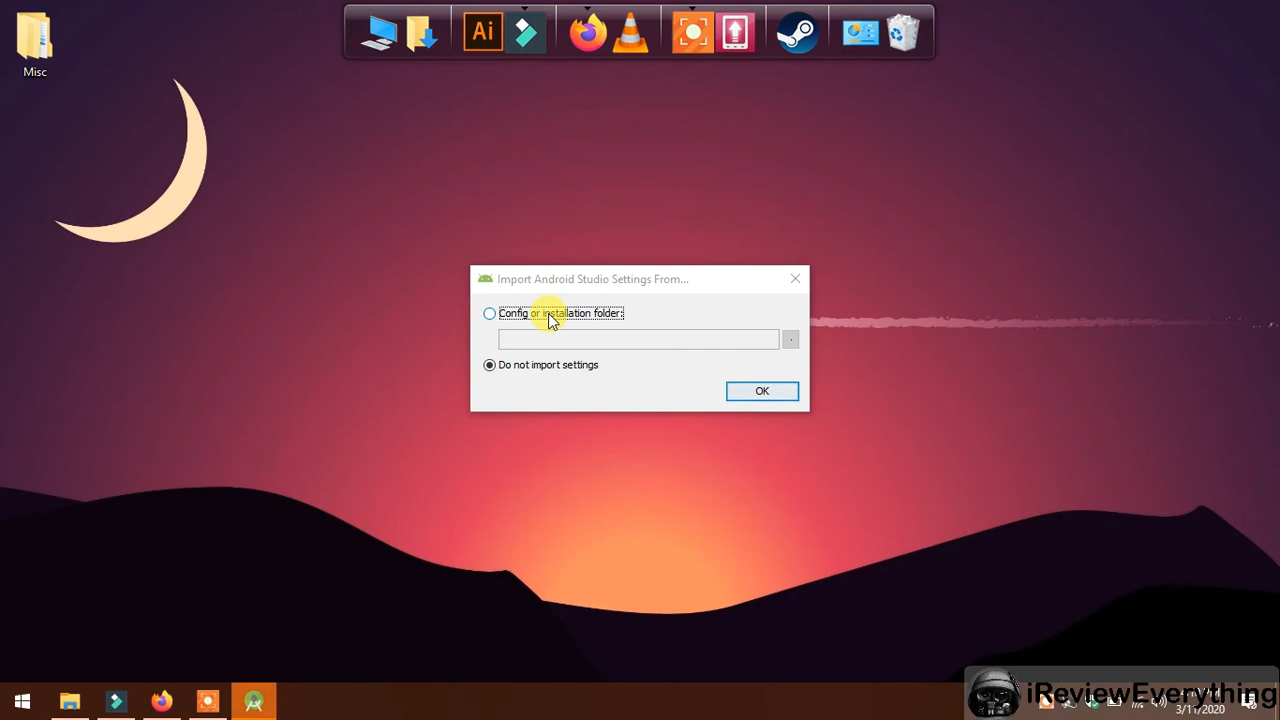 Misc
Ai
Import Android Studio Settings From...
Config or installation folder:
Do not import settings
OK
iReviewEverything
3/11/2020